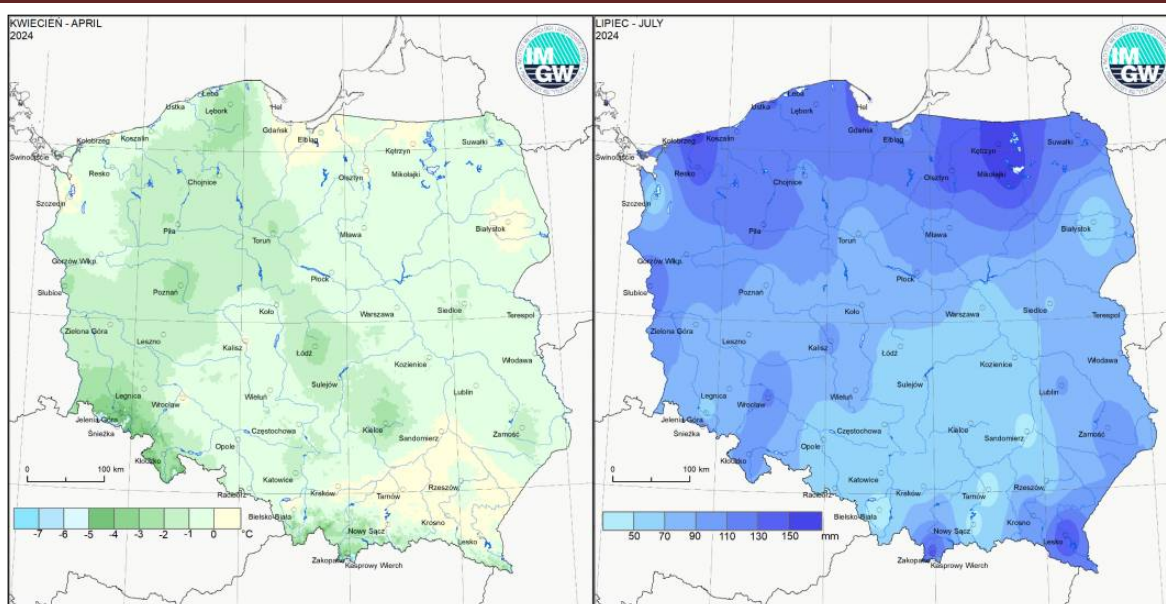 KWIECIEŃ - APRIL
2024
IM
GW
Łeba
Ustka
Lębork
Hel
Gdańsk
Elbląg
Kołobrzeg
Koszalin
Świnoujście
Resko
Kętrzyn
Suwałki
Olsztyn
Mikołajki
Chojnice
Szczecin
Białystok
Piła
Toruń
Mława
Gorzów Wlkp.
Płock
Słubice
Poznań
Koło
Warszawa
Siedlce
Terespol
Zielona Góra
Leszno
Kalisz
Łódź
Kozienice
Włodawa
Sulejów
Lublin
Legnica
Wrocław
Wieluń
Jelenia Góra
Śnieżka
Częstochowa
Kielce
Sandomierz
Zamość
Opole
Kłodzko
Katowice
Racibórz
Kraków
Tarnów
Rzeszów
Bielsko-Biała
Nowy Sącz
Krosno
Lesko
Zakopane
Kasprowy Wierch
0 100 km
-7 -6 -5 -4 -3 -2 -1 0 °C
LIPIEC - JULY
2024
IM
GW
Łeba
Ustka
Lębork
Hel
Gdańsk
Elbląg
Kołobrzeg
Koszalin
Świnoujście
Resko
Kętrzyn
Suwałki
Olsztyn
Mikołajki
Chojnice
Szczecin
Białystok
Piła
Toruń
Mława
Gorzów Wlkp.
Płock
Słubice
Poznań
Koło
Warszawa
Siedlce
Terespol
Zielona Góra
Leszno
Kalisz
Łódź
Kozienice
Włodawa
Sulejów
Lublin
Legnica
Wrocław
Wieluń
Jelenia Góra
Śnieżka
Częstochowa
Kielce
Sandomierz
Zamość
Opole
Kłodzko
Katowice
Racibórz
Kraków
Tarnów
Rzeszów
Bielsko-Biała
Nowy Sącz
Krosno
Lesko
Zakopane
Kasprowy Wierch
0 100 km
50 70 90 110 130 150 mm